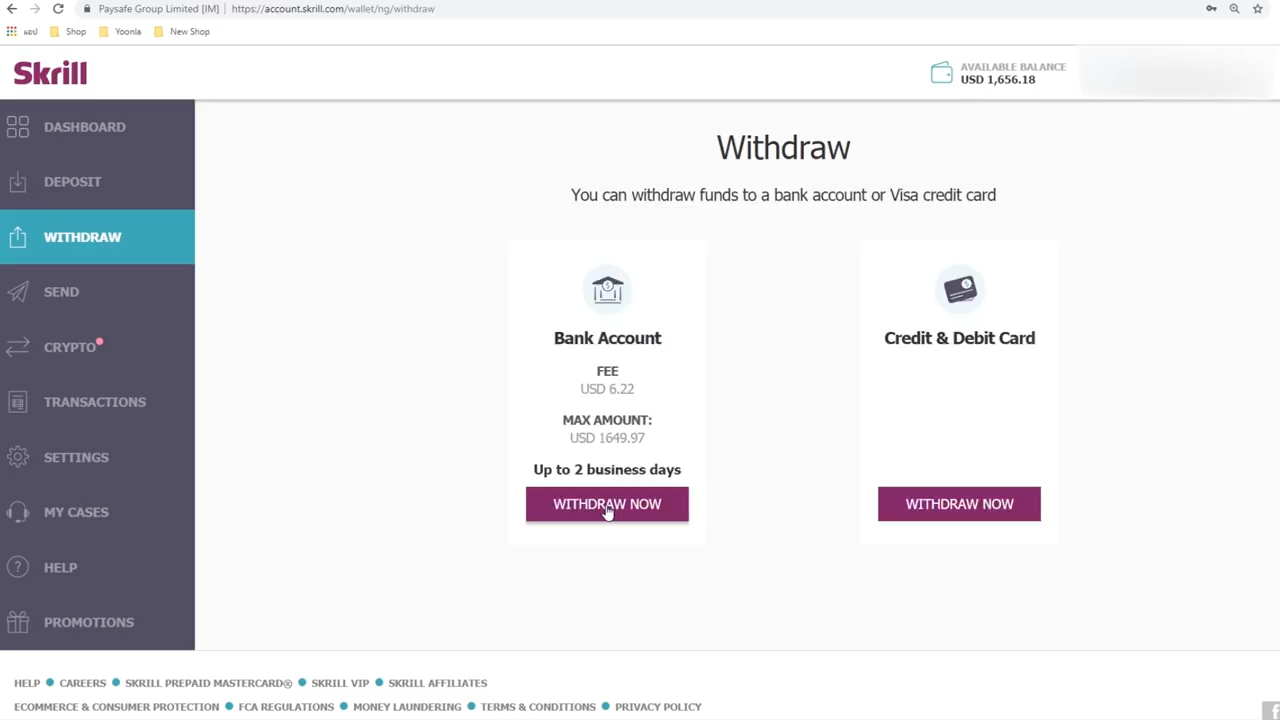 Paysafe Group Limited [IM] | https://account.skrill.com/wallet/ng/withdraw
แอป Shop Yoonla New Shop
Skrill
AVAILABLE BALANCE
USD 1,656.18
DASHBOARD
DEPOSIT
WITHDRAW
SEND
CRYPTO
TRANSACTIONS
SETTINGS
MY CASES
HELP
PROMOTIONS
Withdraw
You can withdraw funds to a bank account or Visa credit card
Bank Account
FEE
USD 6.22
MAX AMOUNT:
USD 1649.97
Up to 2 business days
WITHDRAW NOW
Credit & Debit Card
WITHDRAW NOW
HELP CAREERS SKRILL PREPAID MASTERCARD® SKRILL VIP SKRILL AFFILIATES
ECOMMERCE & CONSUMER PROTECTION FCA REGULATIONS MONEY LAUNDERING TERMS & CONDITIONS PRIVACY POLICY